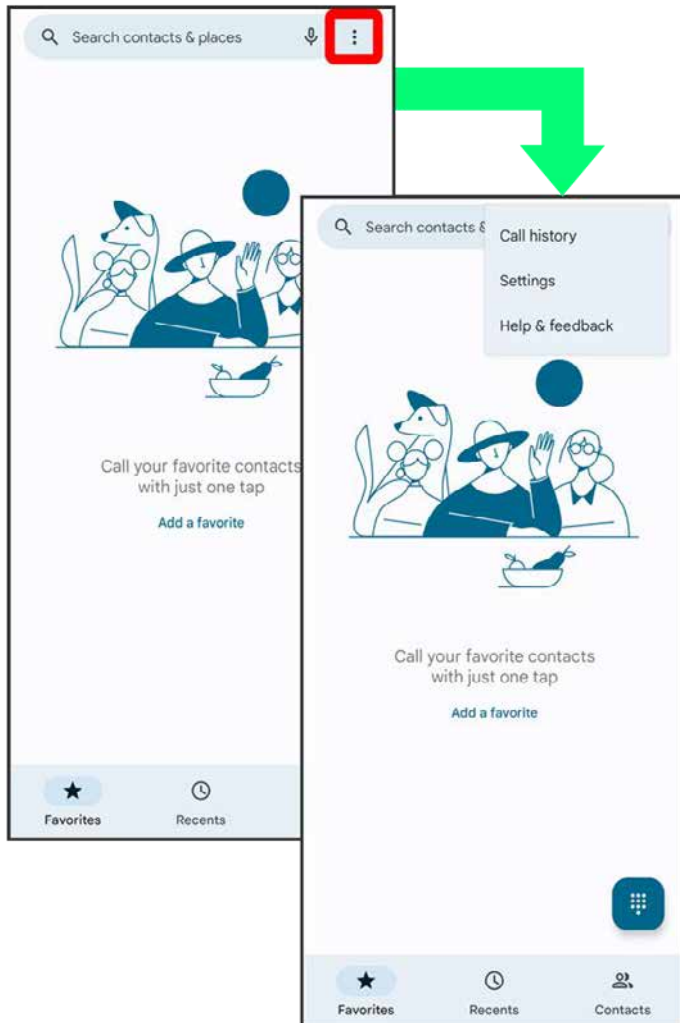 Search contacts & places
Call your favorite contacts
with just one tap
Add a favorite
Favorites
Recents
Search contacts &
Call history
Settings
Help & feedback
Call your favorite contacts
with just one tap
Add a favorite
Favorites
Recents
Contacts